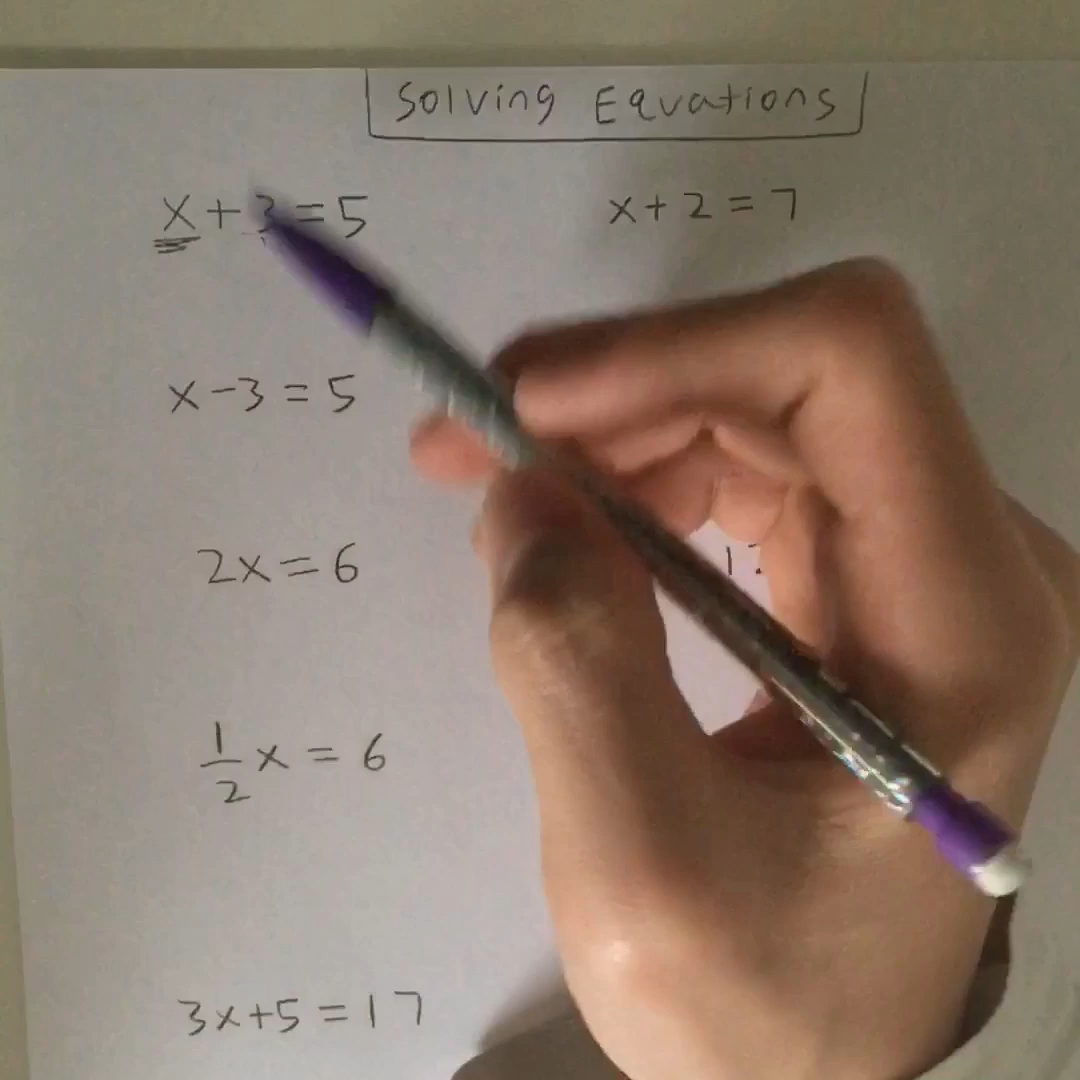 Solving Equations
x + 3 = 5
x + 2 = 7
x - 3 = 5
2x = 6
1/2 x = 6
3x + 5 = 17